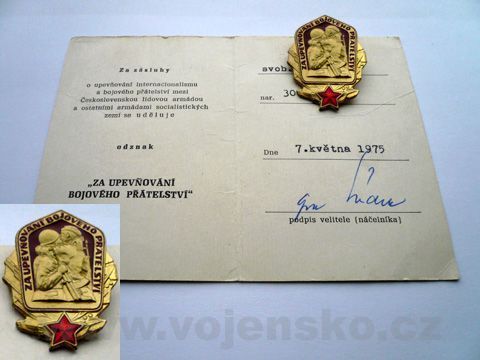 Za zásluhy
o upevňování internacionalismu
a bojového přátelství mezi
Československou lidovou armádou
a ostatními armádami socialistických
zemí se uděluje
odznak
„ZA UPEVŇOVÁNÍ
BOJOVÉHO PŘÁTELSTVÍ"
nar. 30
Dne 7.května 1975
podpis velitele (náčelníka)
ZA UPEVŇOVÁNÍ BOJOVÉHO PŘÁTELSTVÍ
ZA UPEVŇOVÁNÍ BOJOVÉHO PŘÁTELSTVÍ
www.vojensko.cz